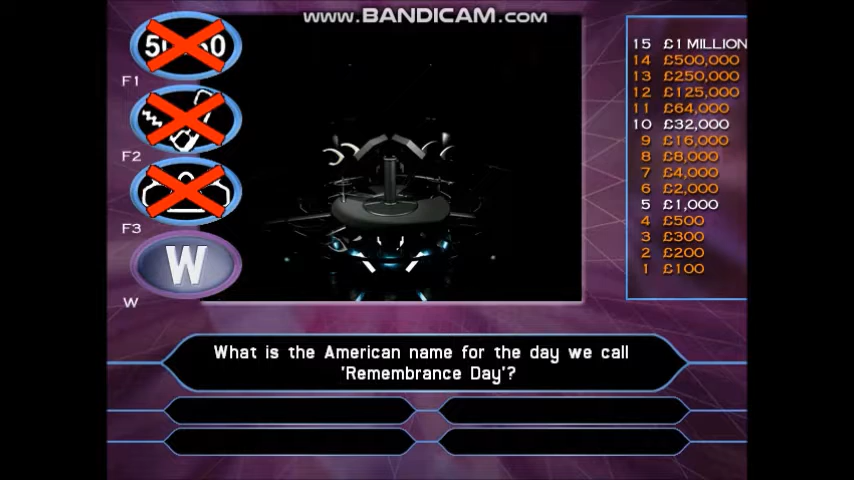 www.BANDICAM.com
50:50
F1
F2
F3
W
W
15 £1 MILLION
14 £500,000
13 £250,000
12 £125,000
11 £64,000
10 £32,000
9 £16,000
8 £8,000
7 £4,000
6 £2,000
5 £1,000
4 £500
3 £300
2 £200
1 £100
What is the American name for the day we call
'Remembrance Day'?